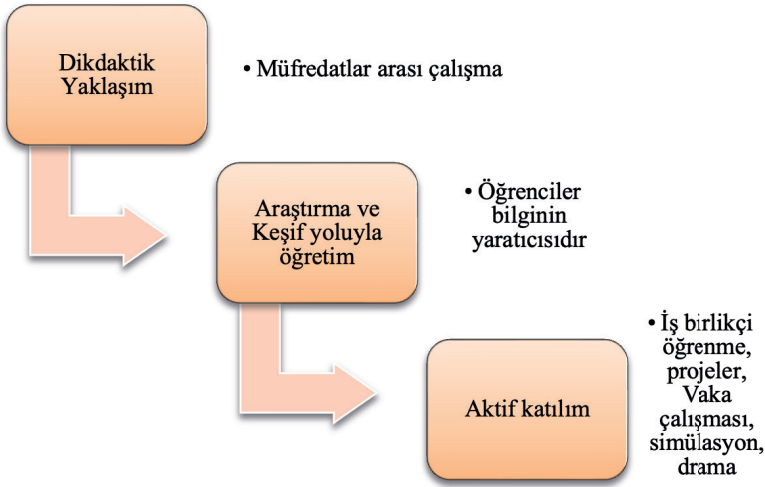 Dikdaktik
Yaklaşım
• Müfredatlar arası çalışma
Araştırma ve
Keşif yoluyla
öğretim
• Öğrenciler
bilginin
yaratıcısıdır
Aktif katılım
• İş birlikçi
öğrenme,
projeler,
Vaka
çalışması,
simülasyon,
drama